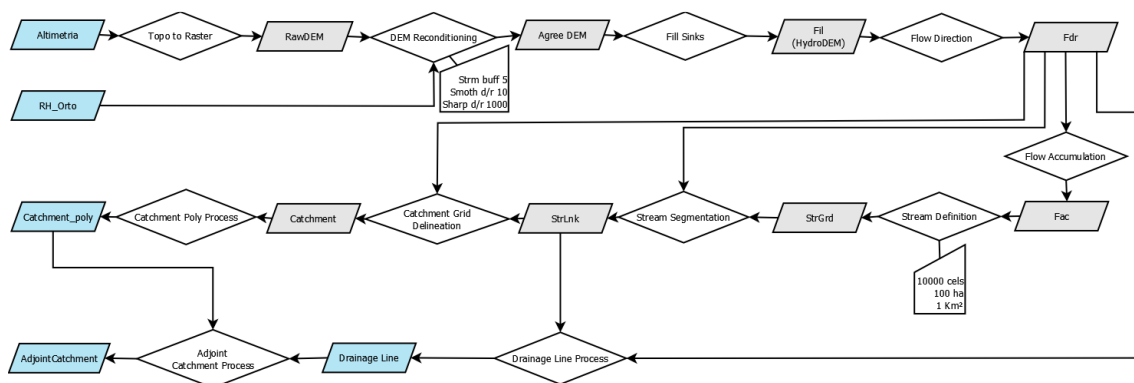 Altimetria
Topo to Raster
RawDEM
DEM Reconditioning
Agree DEM
Fill Sinks
Fil
(HydroDEM)
Flow Direction
Fdr
Strm buff 5
Smoth d/r 10
Sharp d/r 1000
RH_Orto
Flow Accumulation
Catchment_poly
Catchment Poly Process
Catchment
Catchment Grid
Delineation
StrLnk
Stream Segmentation
StrGrd
Stream Definition
Fac
10000 cels
100 ha
1 Km²
AdjointCatchment
Adjoint
Catchment Process
Drainage Line
Drainage Line Process